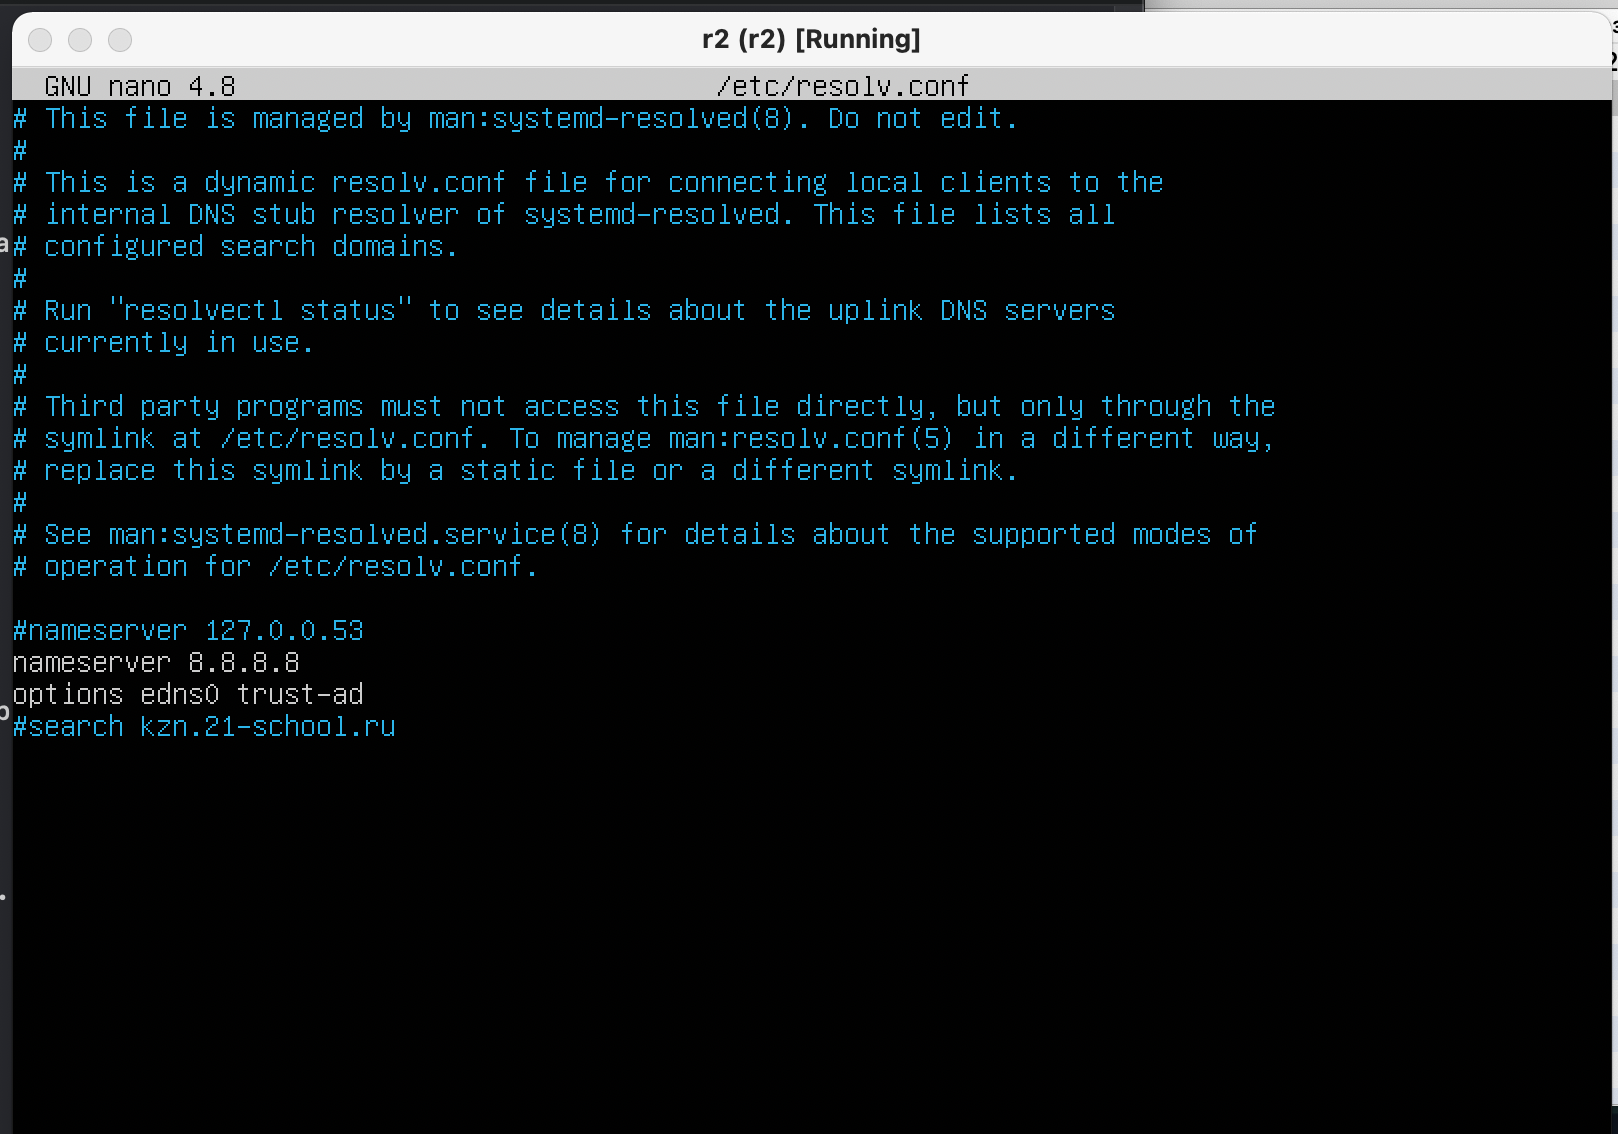 r2 (r2) [Running]
GNU nano 4.8 /etc/resolv.conf
# This file is managed by man:systemd-resolved(8). Do not edit.
#
# This is a dynamic resolv.conf file for connecting local clients to the
# internal DNS stub resolver of systemd-resolved. This file lists all
# configured search domains.
#
# Run "resolvectl status" to see details about the uplink DNS servers
# currently in use.
#
# Third party programs must not access this file directly, but only through the
# symlink at /etc/resolv.conf. To manage man:resolv.conf(5) in a different way,
# replace this symlink by a static file or a different symlink.
#
# See man:systemd-resolved.service(8) for details about the supported modes of
# operation for /etc/resolv.conf.

#nameserver 127.0.0.53
nameserver 8.8.8.8
options edns0 trust-ad
#search kzn.21-school.ru